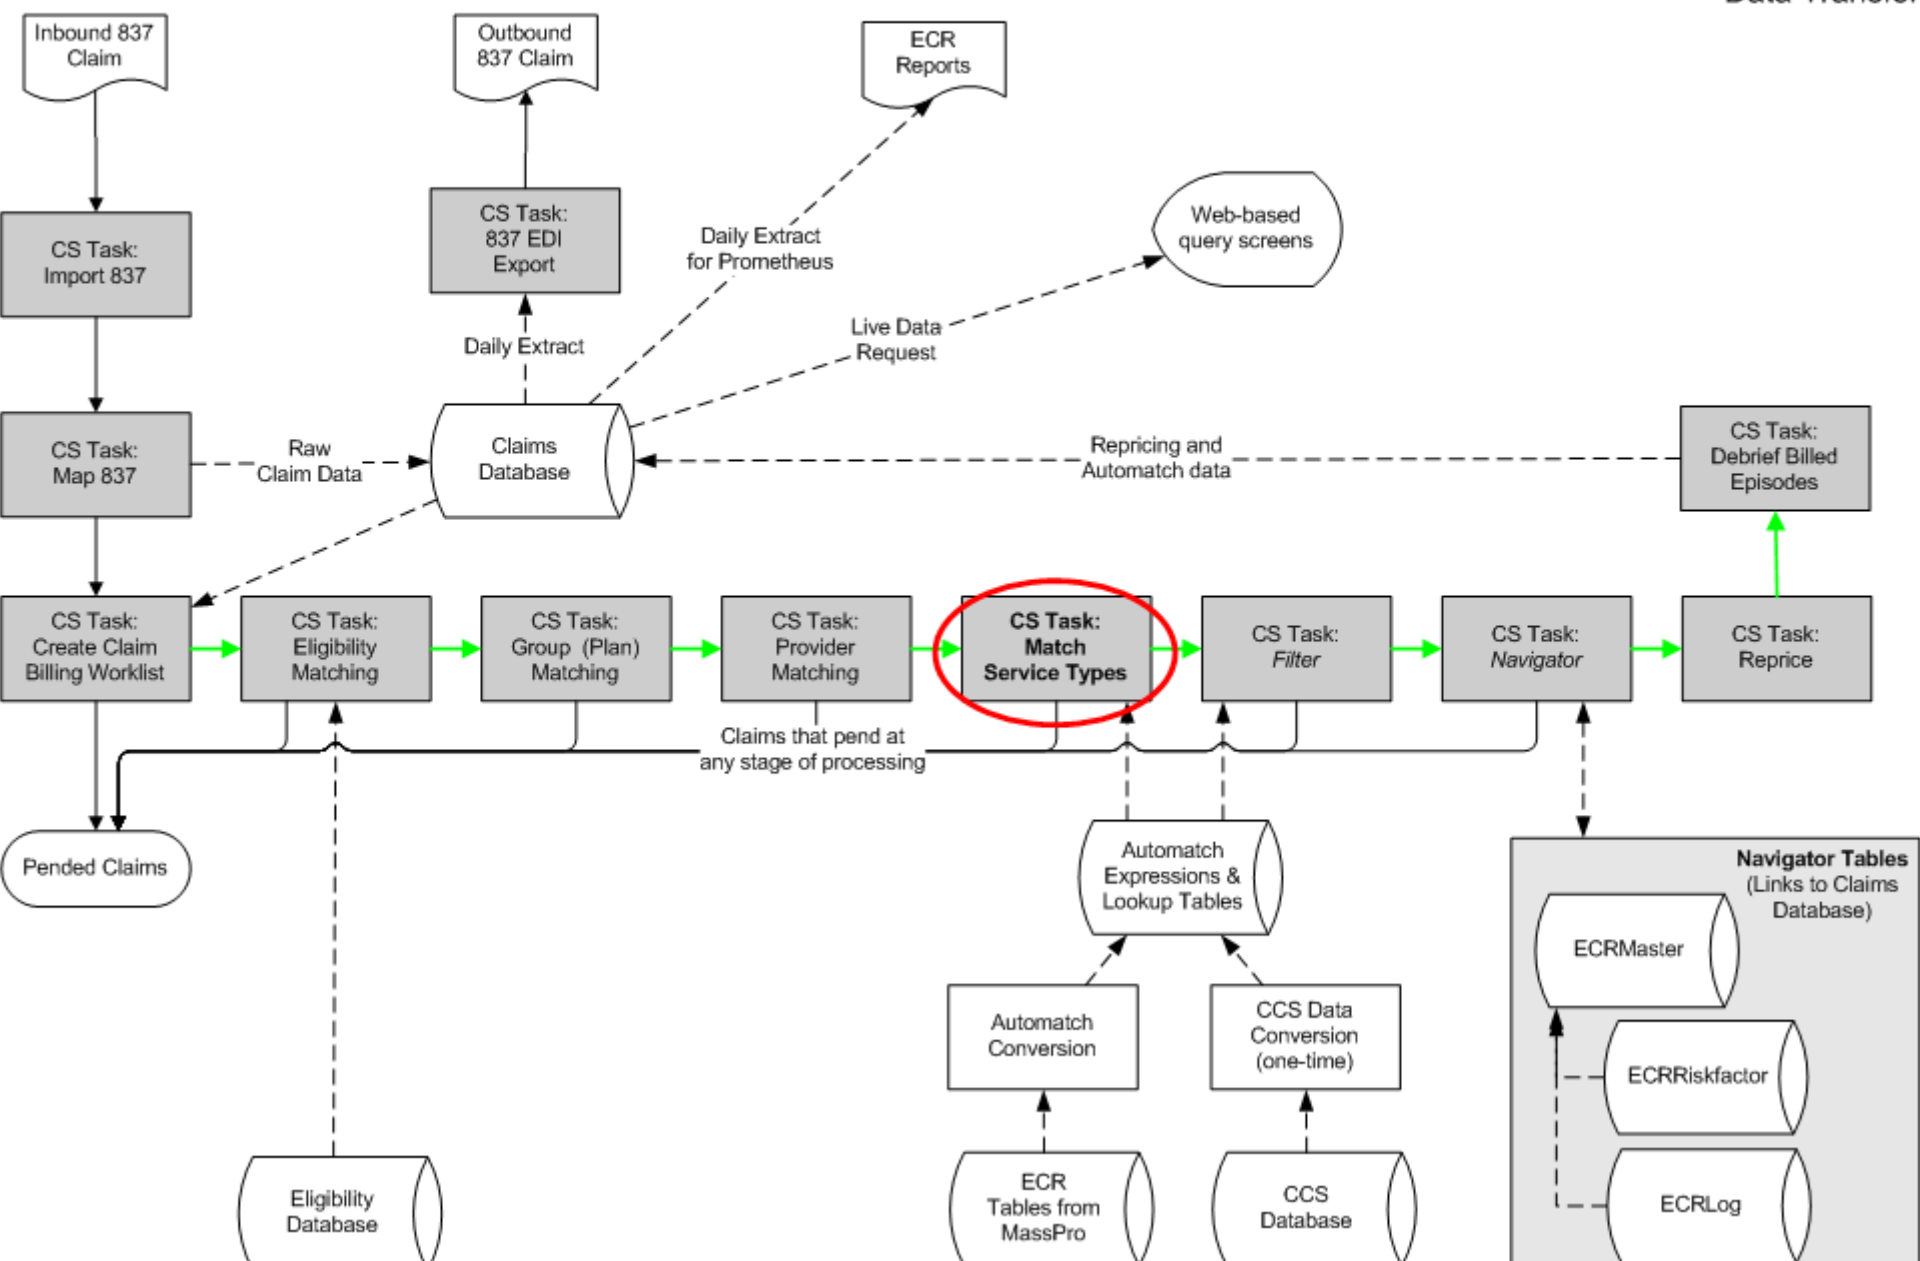 Data Transfer
Inbound 837
Claim
Outbound
837 Claim
ECR
Reports
CS Task:
Import 837
CS Task:
837 EDI
Export
Daily Extract
for Prometheus
Web-based
query screens
Daily Extract
Live Data
Request
CS Task:
Map 837
Raw
Claim Data
Claims
Database
Repricing and
Automatch data
CS Task:
Debrief Billed
Episodes
CS Task:
Create Claim
Billing Worklist
CS Task:
Eligibility
Matching
CS Task:
Group (Plan)
Matching
CS Task:
Provider
Matching
CS Task:
Match
Service Types
CS Task:
Filter
CS Task:
Navigator
CS Task:
Reprice
Claims that pend at
any stage of processing
Pended Claims
Automatch
Expressions &
Lookup Tables
Navigator Tables
(Links to Claims
Database)
ECRMaster
Automatch
Conversion
CCS Data
Conversion
(one-time)
ECRRiskfactor
Eligibility
Database
ECR
Tables from
MassPro
CCS
Database
ECRLog